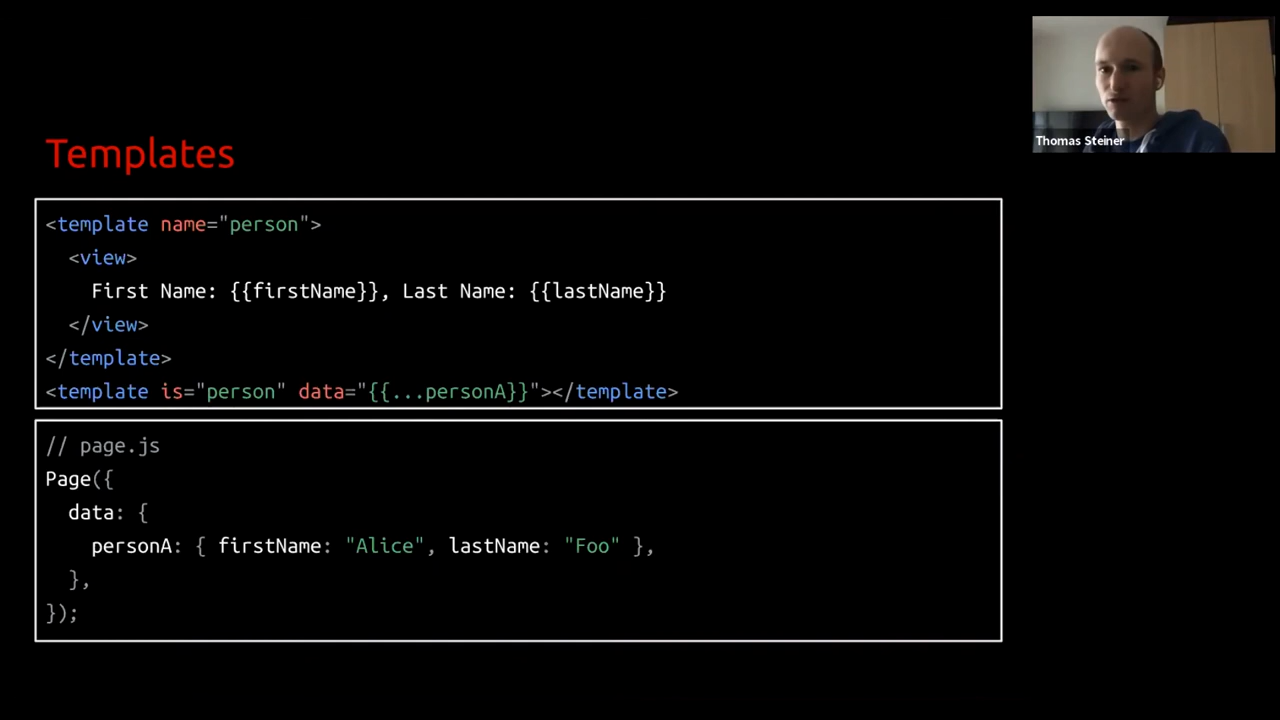 Thomas Steiner
Templates
<template name="person">
  <view>
    First Name: {{firstName}}, Last Name: {{lastName}}
  </view>
</template>
<template is="person" data="{{...personA}}"></template>
// page.js
Page({
  data: {
    personA: { firstName: "Alice", lastName: "Foo" },
  },
});